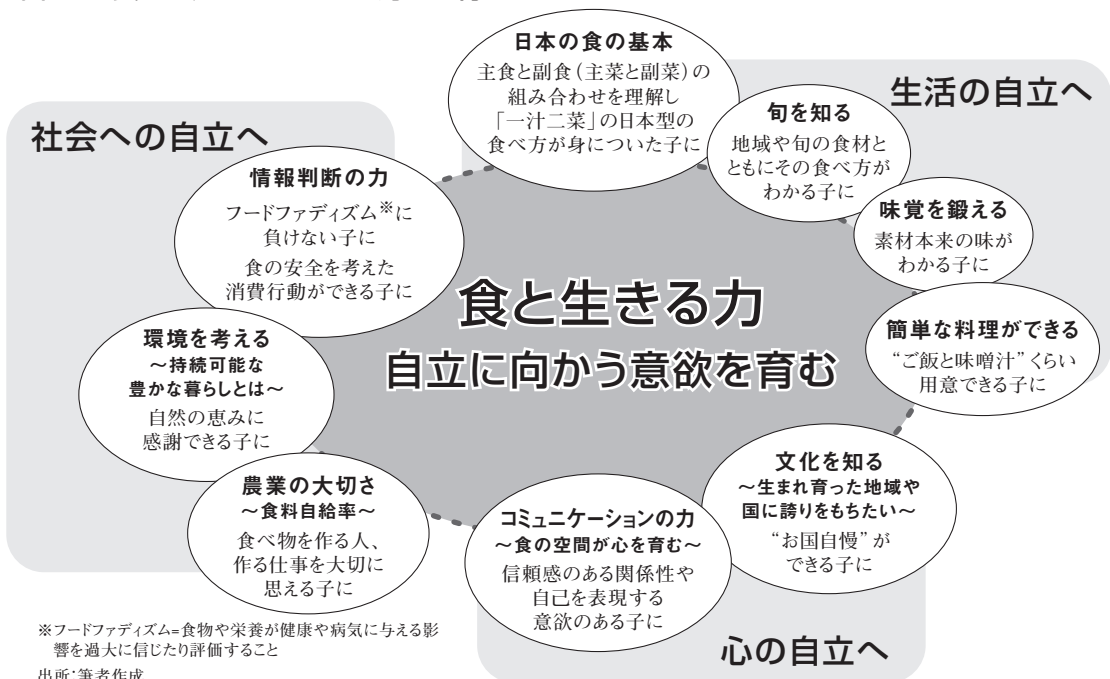 日本の食の基本
主食と副食(主菜と副菜)の
組み合わせを理解し
「一汁二菜」の日本型の
食べ方が身についた子に
生活の自立へ
旬を知る
地域や旬の食材と
ともにその食べ方が
わかる子に
味覚を鍛える
素材本来の味が
わかる子に
簡単な料理ができる
“ご飯と味噌汁”くらい
用意できる子に
社会への自立へ
情報判断の力
フードファディズム※に
負けない子に
食の安全を考えた
消費行動ができる子に
環境を考える
~持続可能な
豊かな暮らしとは~
自然の恵みに
感謝できる子に
農業の大切さ
~食料自給率~
食べ物を作る人、
作る仕事を大切に
思える子に
食と生きる力
自立に向かう意欲を育む
文化を知る
~生まれ育った地域や
国に誇りをもちたい~
“お国自慢”が
できる子に
コミュニケーションの力
~食の空間が心を育む~
信頼感のある関係性や
自己を表現する
意欲のある子に
心の自立へ
※フードファディズム=食物や栄養が健康や病気に与える影
響を過大に信じたり評価すること
出所:筆者作成